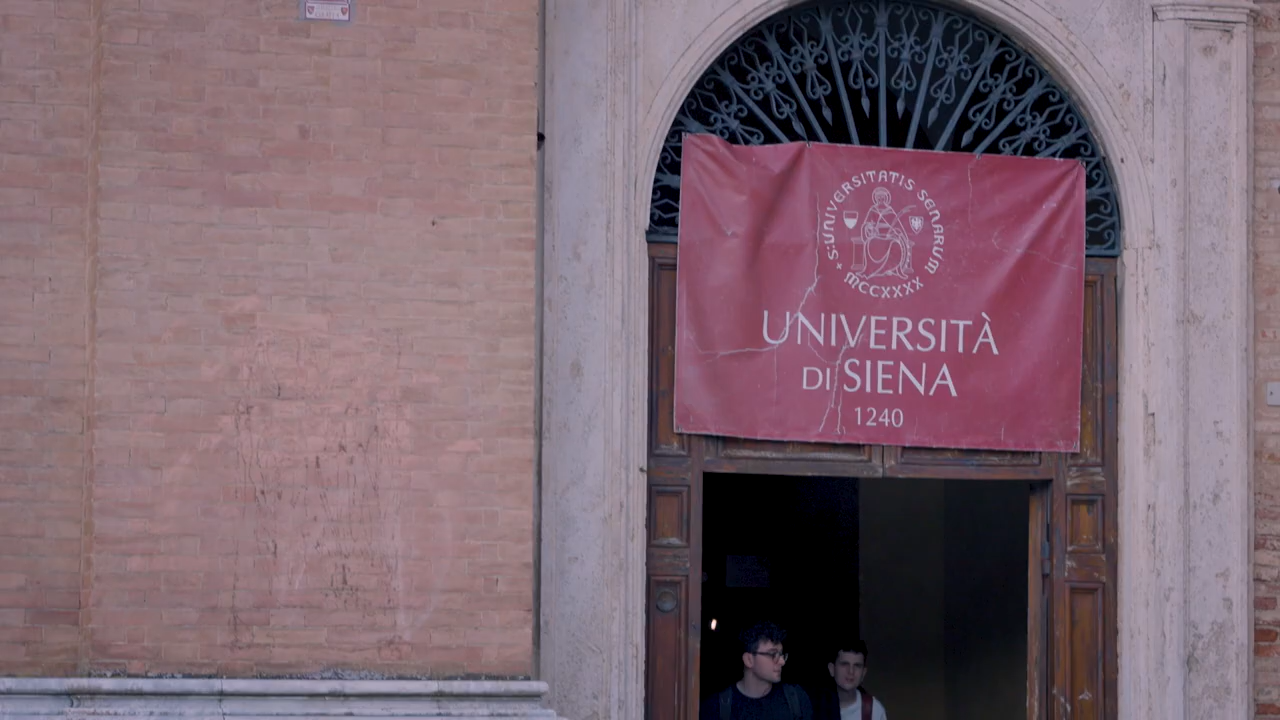 S:UNIVERSITATIS SENARUM
MCCXXXX
UNIVERSITÀ
DI SIENA
1240